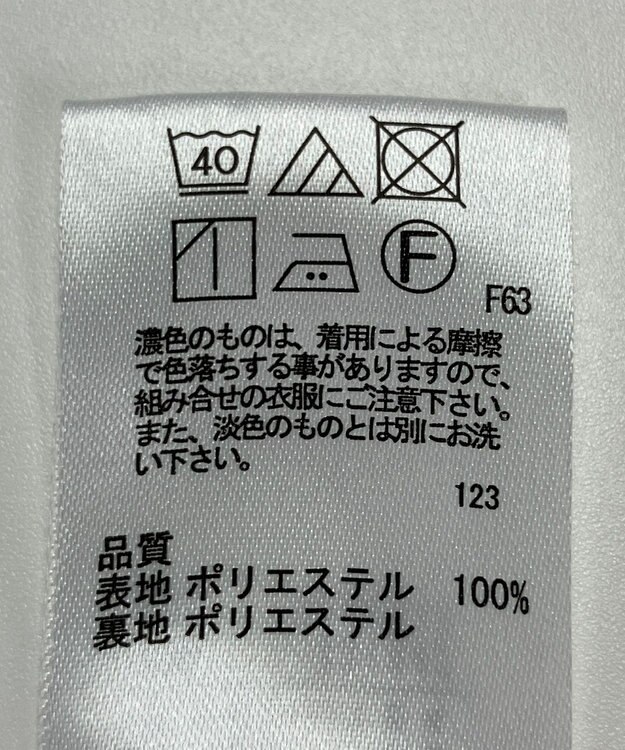 40
F
F63
濃色のものは、着用による摩擦
で色落ちする事がありますので、
組み合せの衣服にご注意下さい。
また、淡色のものとは別にお洗
い下さい。
123
品質
表地 ポリエステル 100%
裏地 ポリエステル